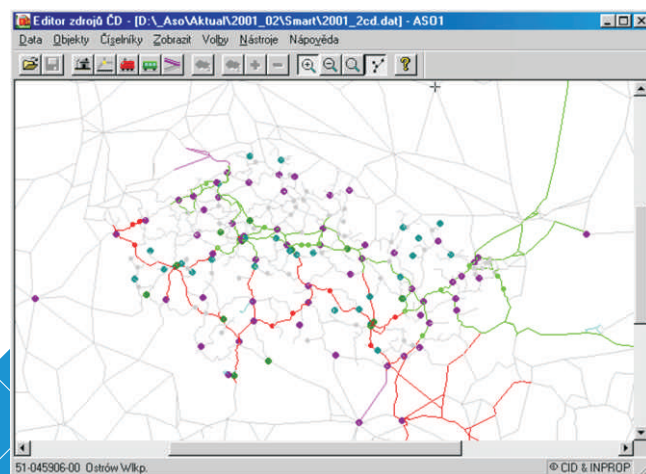 Editor zdrojů ČD - [D:\_Aso\Aktual\2001_02\Smart\2001_2cd.dat] - ASO1
Data Objekty Číselníky Zobrazit Volby Nástroje Nápověda
51-045906-00 Ostrów Wlkp.
© CID & INPROP